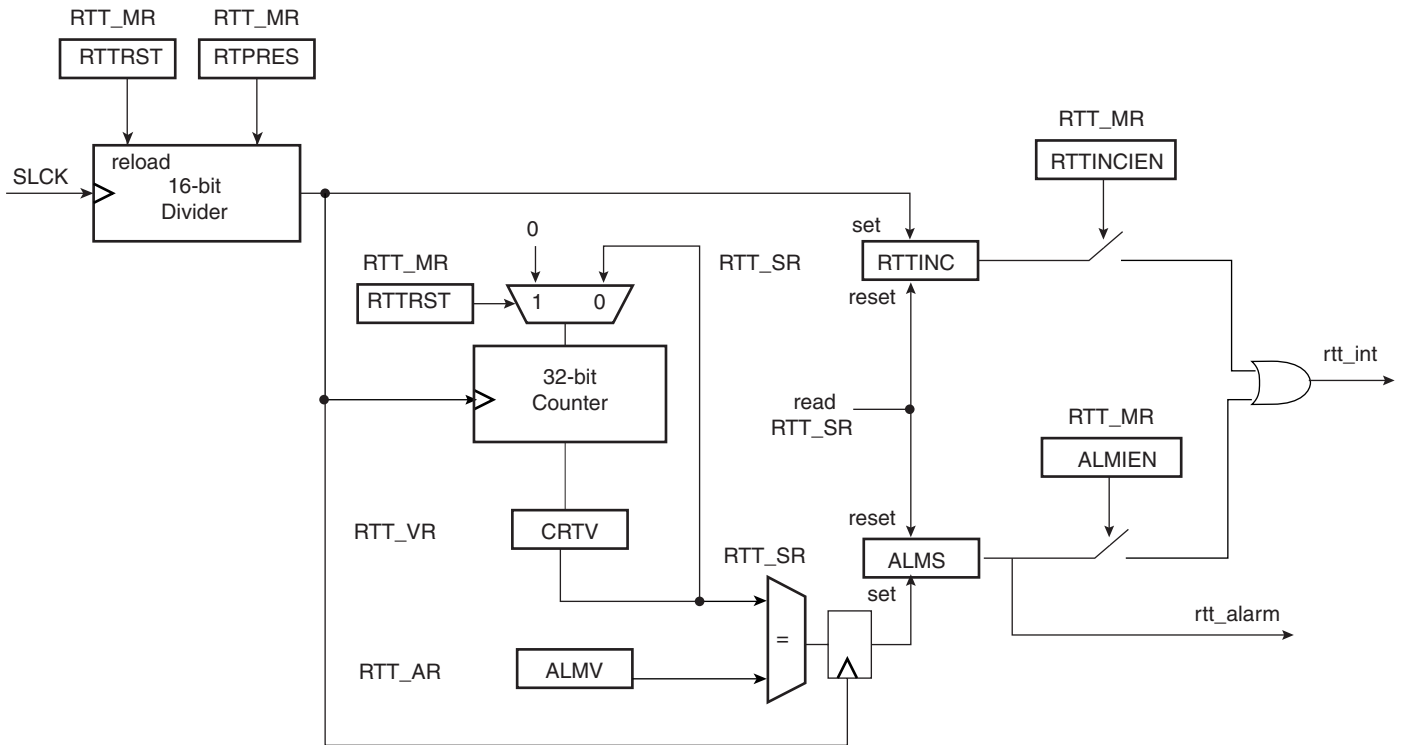 RTT_MR
RTT_MR
RTTRST
RTPRES
reload
SLCK
16-bit
Divider
RTT_MR
RTTINCIEN
0
set
RTT_MR
RTT_SR
RTTINC
RTTRST
1
0
reset
32-bit
Counter
rtt_int
read
RTT_SR
RTT_MR
ALMIEN
reset
RTT_VR
CRTV
RTT_SR
ALMS
set
rtt_alarm
=
RTT_AR
ALMV